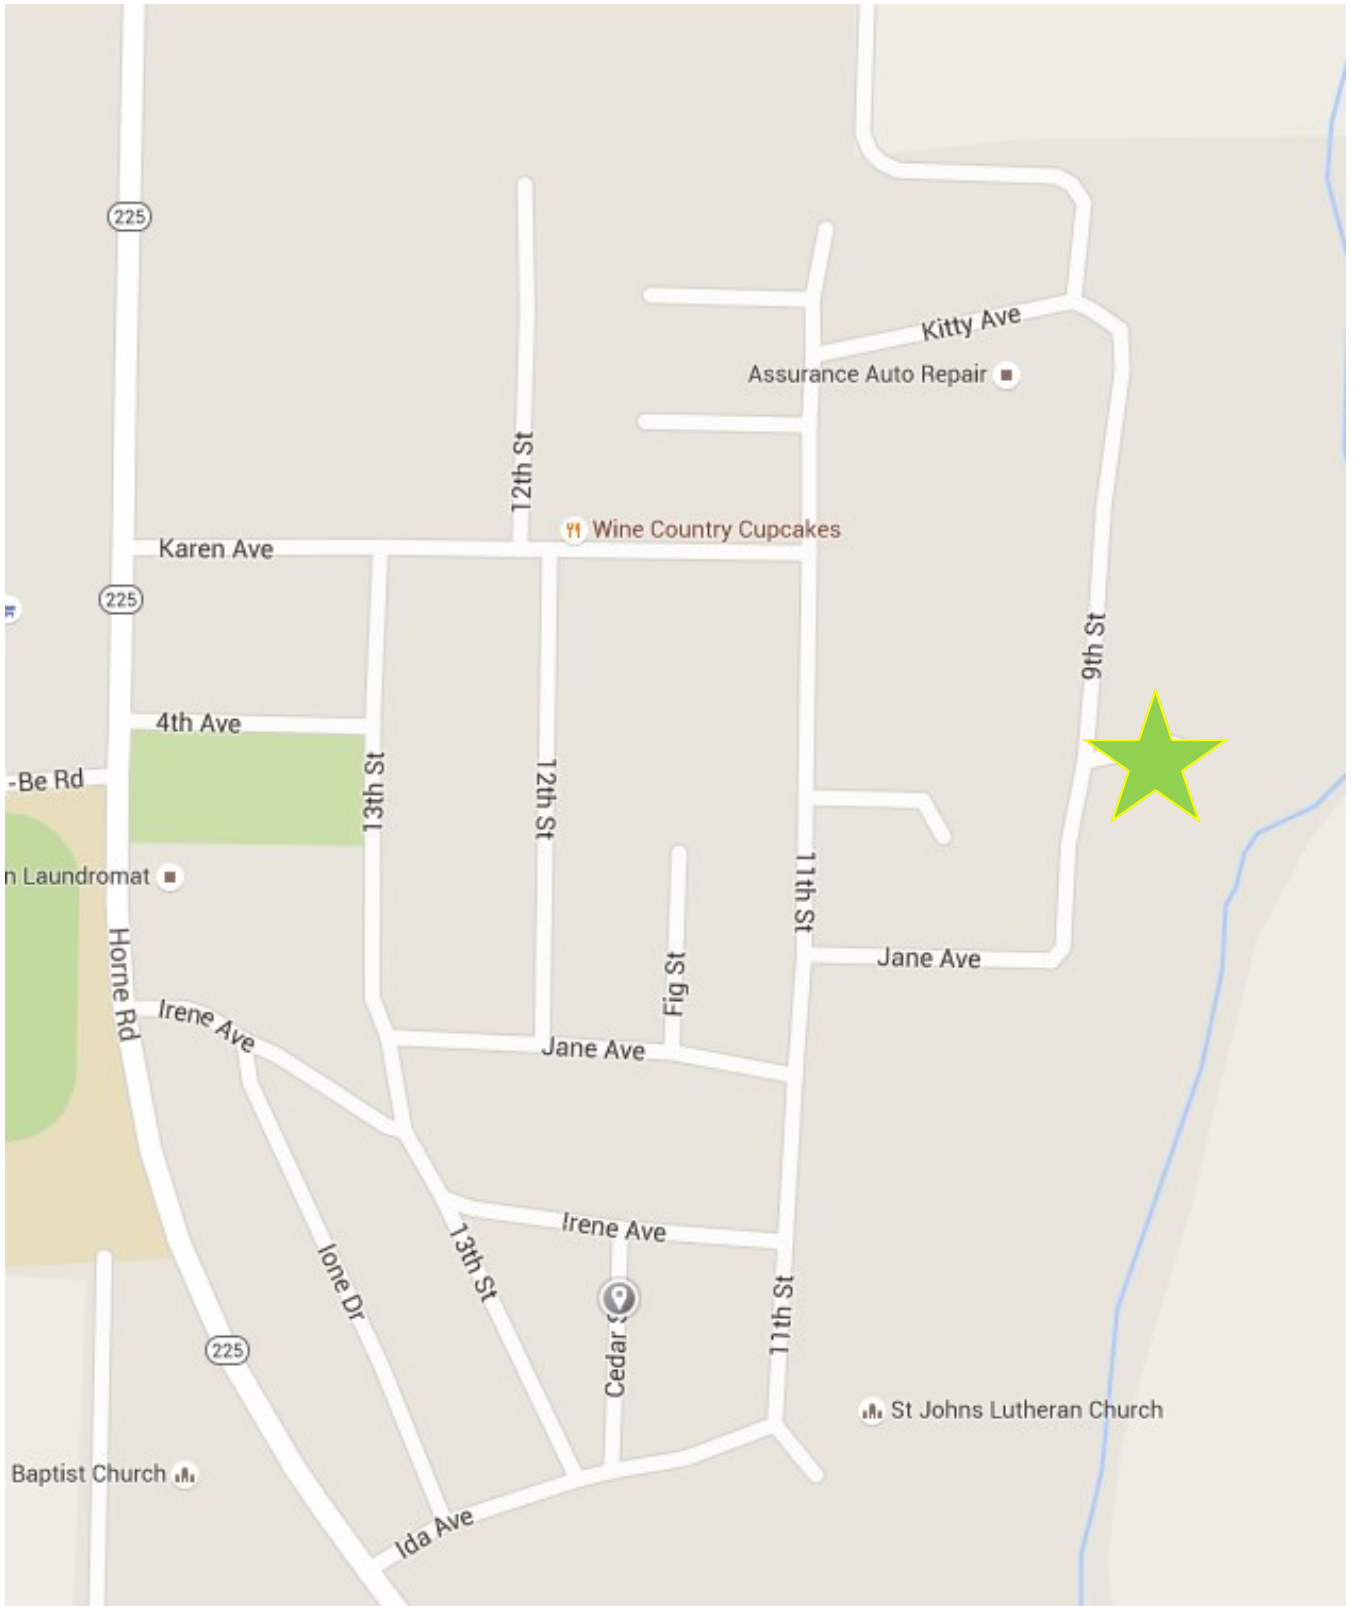 225
Kitty Ave
Assurance Auto Repair
12th St
Wine Country Cupcakes
Karen Ave
225
9th St
4th Ave
-Be Rd
13th St
12th St
n Laundromat
11th St
Horne Rd
Fig St
Jane Ave
Irene Ave
Jane Ave
Irene Ave
13th St
Ione Dr
11th St
225
Cedar
St Johns Lutheran Church
Baptist Church
Ida Ave